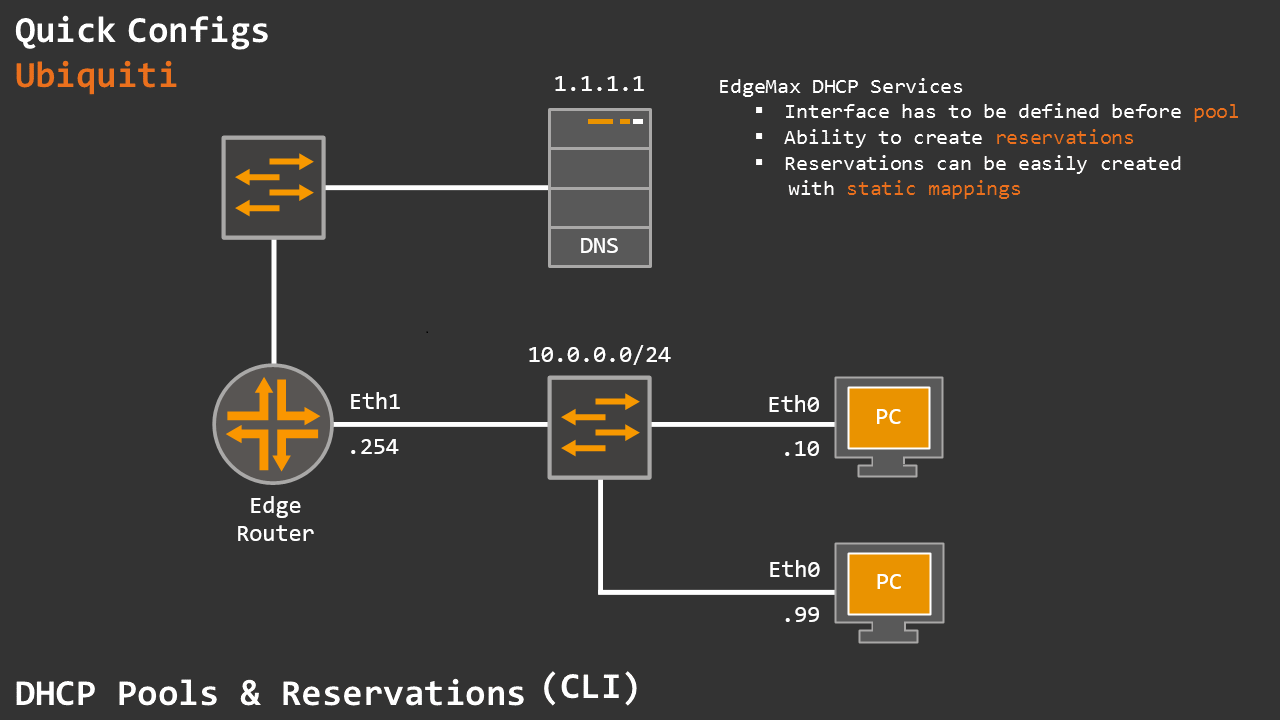 Quick Configs
Ubiquiti
1.1.1.1
EdgeMax DHCP Services
▪ Interface has to be defined before pool
▪ Ability to create reservations
▪ Reservations can be easily created
with static mappings
DNS
10.0.0.0/24
Eth1
.254
Eth0
.10
PC
Edge
Router
Eth0
.99
PC
DHCP Pools & Reservations (CLI)